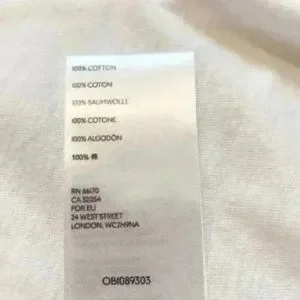 100% COTTON
100% COTON
100% BAUMWOLLE
100% COTONE
100% ALGODÓN
100% 棉
RN 66170
CA 32054
FOR EU
24 WEST STREET
LONDON, WC2H9NA
OBI089303